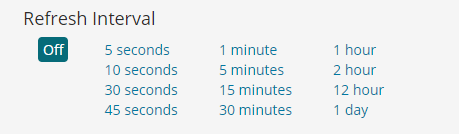 Refresh Interval
Off 5 seconds 1 minute 1 hour
10 seconds 5 minutes 2 hour
30 seconds 15 minutes 12 hour
45 seconds 30 minutes 1 day